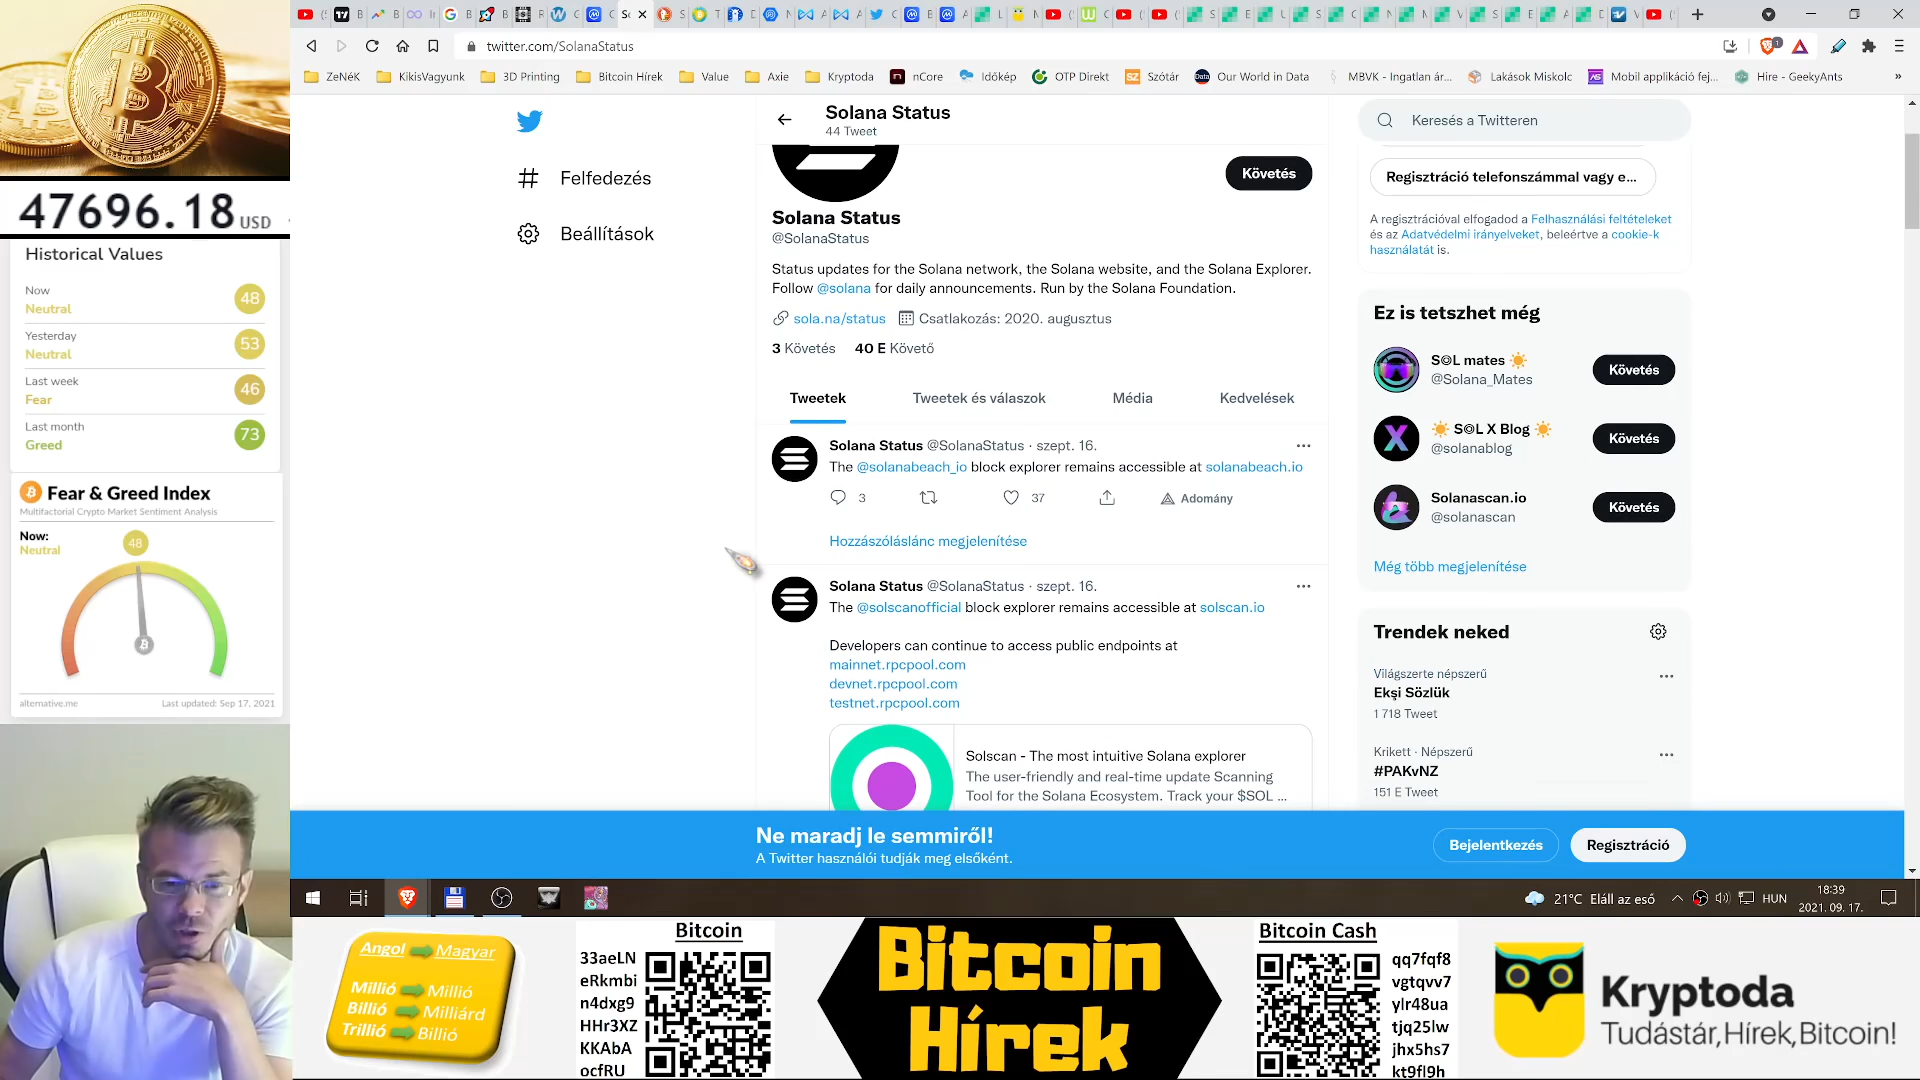 twitter.com/SolanaStatus
ZeNéK
KikisVagyunk
3D Printing
Bitcoin Hírek
Value
Axie
Kryptoda
nCore
Időkép
OTP Direkt
Szótár
Our World in Data
MBVK - Ingatlan ár...
Lakások Miskolc
Mobil applikáció fej...
Hire - GeekyAnts
»
47696.18 USD
Historical Values
Now
Neutral
48
Yesterday
Neutral
53
Last week
Fear
46
Last month
Greed
73
Fear & Greed Index
Multifactorial Crypto Market Sentiment Analysis
Now:
Neutral
48
alternative.me
Last updated: Sep 17, 2021
Felfedezés
Beállítások
Solana Status
44 Tweet
Követés
Solana Status
@SolanaStatus
Status updates for the Solana network, the Solana website, and the Solana Explorer.
Follow @solana for daily announcements. Run by the Solana Foundation.
sola.na/status
Csatlakozás: 2020. augusztus
3 Követés
40 E Követő
Tweetek
Tweetek és válaszok
Média
Kedvelések
Solana Status @SolanaStatus · szept. 16.
The @solanabeach_io block explorer remains accessible at solanabeach.io
3
37
Adomány
Hozzászóláslánc megjelenítése
Solana Status @SolanaStatus · szept. 16.
The @solscanofficial block explorer remains accessible at solscan.io
Developers can continue to access public endpoints at
mainnet.rpcpool.com
devnet.rpcpool.com
testnet.rpcpool.com
Solscan - The most intuitive Solana explorer
The user-friendly and real-time update Scanning
Tool for the Solana Ecosystem. Track your $SOL ...
Keresés a Twitteren
Regisztráció telefonszámmal vagy e...
A regisztrációval elfogadod a Felhasználási feltételeket
és az Adatvédelmi irányelveket, beleértve a cookie-k
használatát is.
Ez is tetszhet még
S◎L mates
@Solana_Mates
Követés
S◎L X Blog
@solanablog
Követés
Solanascan.io
@solanascan
Követés
Még több megjelenítése
Trendek neked
Világszerte népszerű
Ekşi Sözlük
1 718 Tweet
Krikett · Népszerű
#PAKvNZ
151 E Tweet
Ne maradj le semmiről!
A Twitter használói tudják meg elsőként.
Bejelentkezés
Regisztráció
21°C Eláll az eső
HUN
18:39
2021. 09. 17.
Angol Magyar
Millió Millió
Billió Milliárd
Trillió Billió
Bitcoin
33aeLN
eRkmbi
n4dxg9
HHr3XZ
KKAbA
ocfRU
Bitcoin
Hírek
Bitcoin Cash
qq7fqf8
vgtqvv7
ylr48ua
tjq25lw
jhx5hs7
kt9fl9h
Kryptoda
Tudástár,Hírek,Bitcoin!